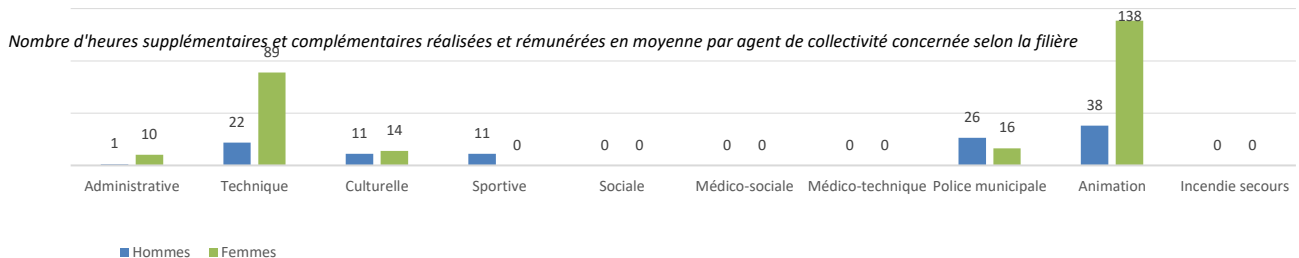 138
Nombre d'heures supplémentaires et complémentaires réalisées et rémunérées en moyenne par agent de collectivité concernée selon la filière
89
1 10 22 11 14 11 0 0 0 0 0 0 0 26 16 38 0 0
Administrative Technique Culturelle Sportive Sociale Médico-sociale Médico-technique Police municipale Animation Incendie secours
Hommes Femmes